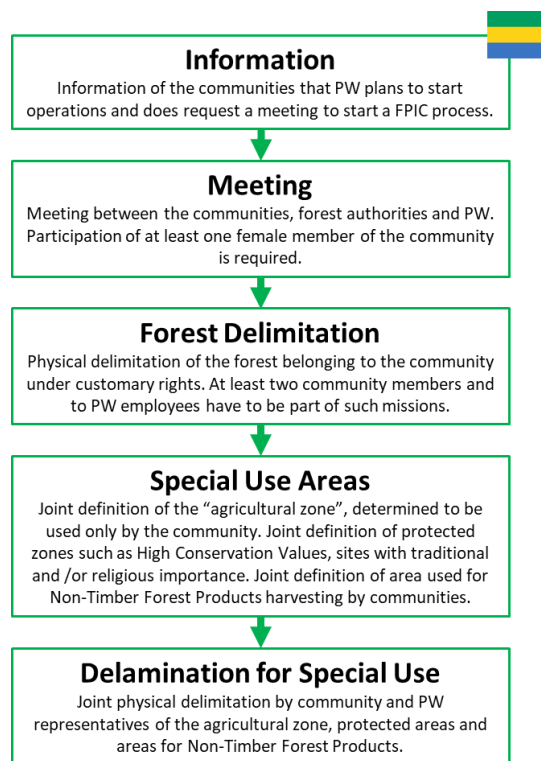 Information
Information of the communities that PW plans to start
operations and does request a meeting to start a FPIC process.
Meeting
Meeting between the communities, forest authorities and PW.
Participation of at least one female member of the community
is required.
Forest Delimitation
Physical delimitation of the forest belonging to the community
under customary rights. At least two community members and
to PW employees have to be part of such missions.
Special Use Areas
Joint definition of the “agricultural zone”, determined to be
used only by the community. Joint definition of protected
zones such as High Conservation Values, sites with traditional
and /or religious importance. Joint definition of area used for
Non-Timber Forest Products harvesting by communities.
Delamination for Special Use
Joint physical delimitation by community and PW
representatives of the agricultural zone, protected areas and
areas for Non-Timber Forest Products.